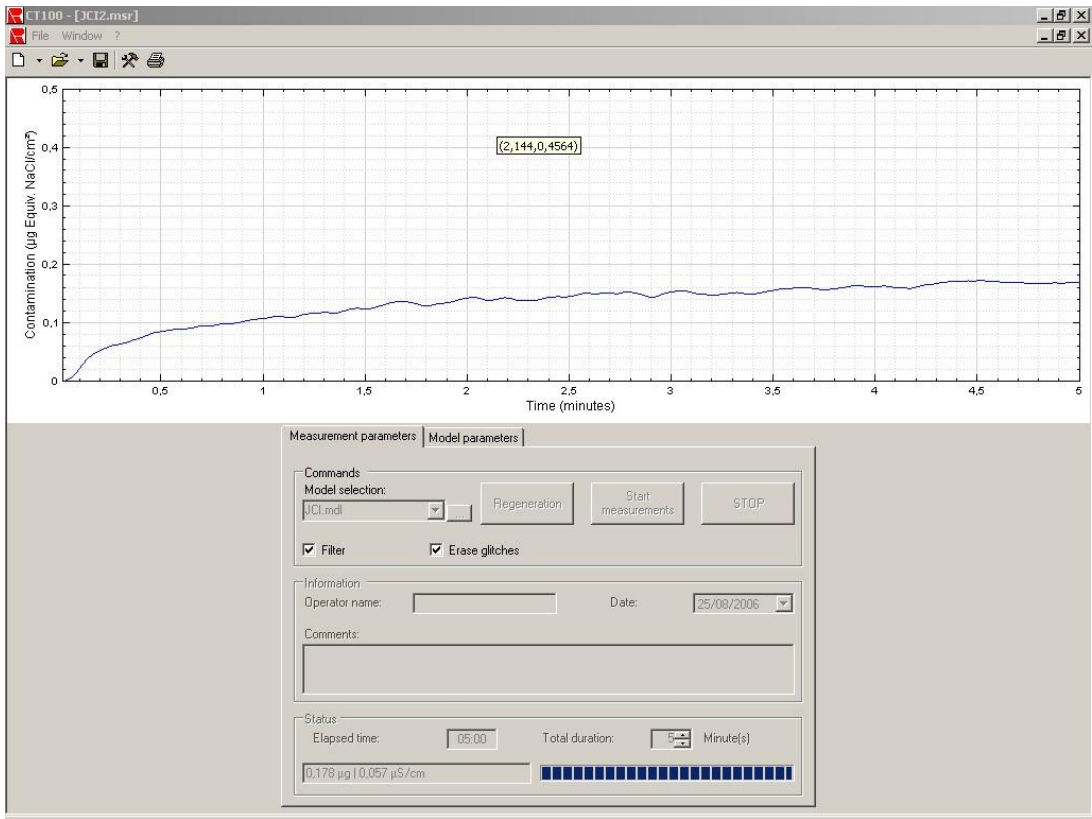 CT100 - [JCI2.msr]
File Window ?
0,5
0,4
0,3
0,2
0,1
0
Contamination (µg Equiv. NaCl/cm²)
(2,144,0,4564)
0,5 1 1,5 2 2,5 3 3,5 4 4,5 5
Time (minutes)
Measurement parameters Model parameters
Commands
Model selection:
JCI.mdl ... Regeneration Start measurements STOP
Filter Erase glitches
Information
Operator name: Date: 25/08/2006
Comments:
Status
Elapsed time: 05:00 Total duration: 5 Minute(s)
0,178 µg | 0,057 µS/cm